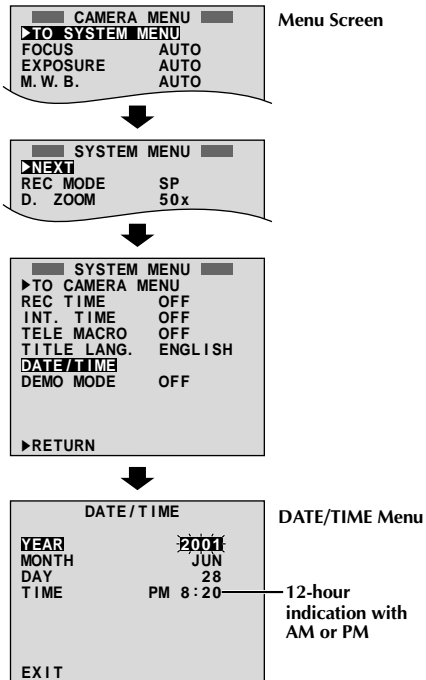 CAMERA MENU
Menu Screen
▶TO SYSTEM MENU
FOCUS AUTO
EXPOSURE AUTO
M.W.B. AUTO
SYSTEM MENU
▶NEXT
REC MODE SP
D. ZOOM 50x
SYSTEM MENU
▶TO CAMERA MENU
REC TIME OFF
INT. TIME OFF
TELE MACRO OFF
TITLE LANG. ENGLISH
DATE/TIME
DEMO MODE OFF
▶RETURN
DATE/TIME
DATE/TIME Menu
YEAR 2001
MONTH JUN
DAY 28
TIME PM 8:20
12-hour
indication with
AM or PM
EXIT